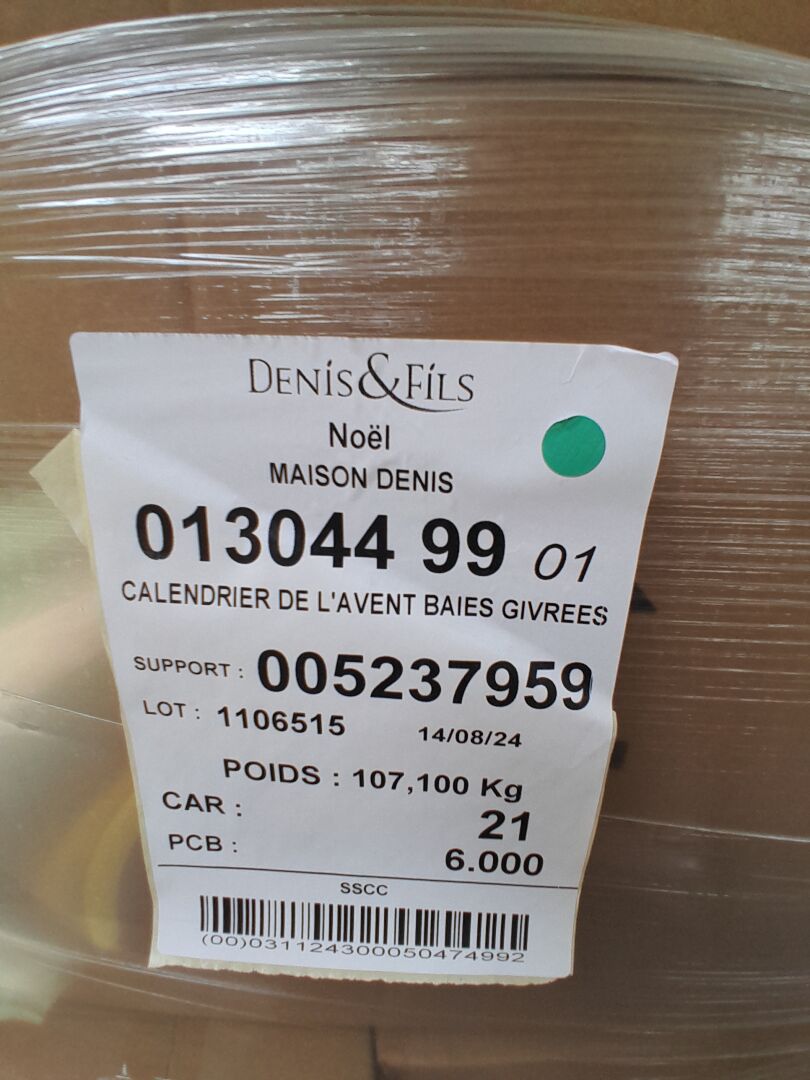 DENIS&FILS
Noël
MAISON DENIS
013044 99 01
CALENDRIER DE L'AVENT BAIES GIVREES
SUPPORT : 005237959
LOT : 1106515 14/08/24
POIDS : 107,100 Kg
CAR : 21
PCB : 6.000
SSCC
(00)031124300050474992